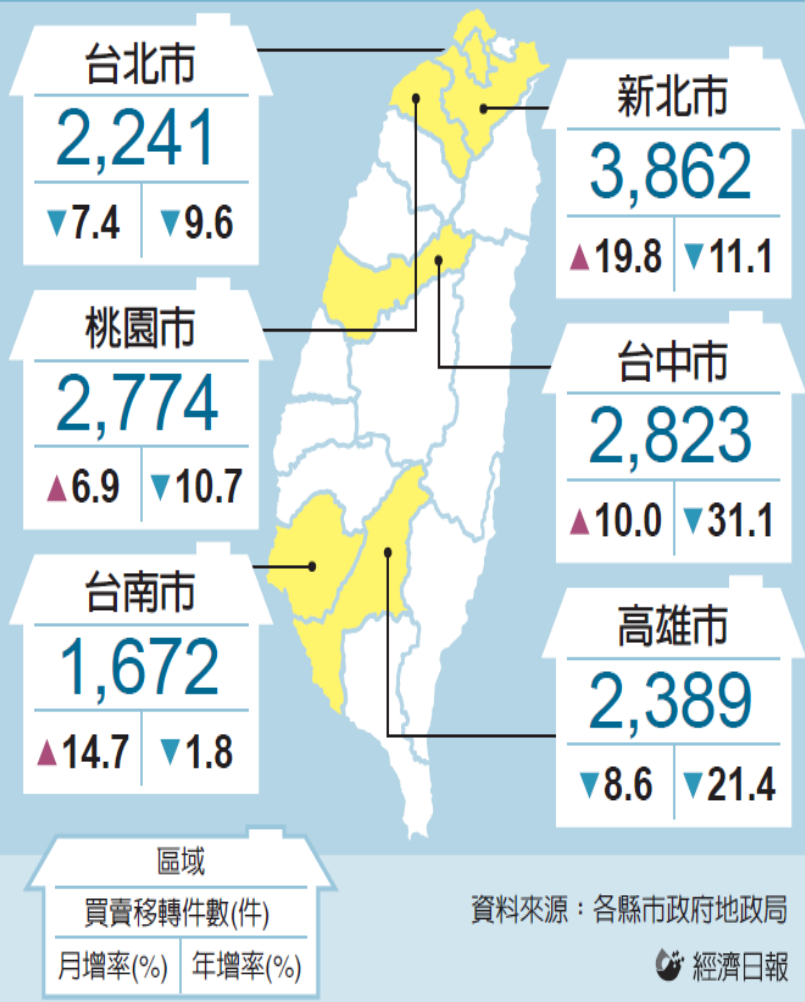 台北市
2,241
▼7.4 ▼9.6
新北市
3,862
▲19.8 ▼11.1
桃園市
2,774
▲6.9 ▼10.7
台中市
2,823
▲10.0 ▼31.1
台南市
1,672
▲14.7 ▼1.8
高雄市
2,389
▼8.6 ▼21.4
區域
買賣移轉件數(件)
月增率(%) 年增率(%)
資料來源：各縣市政府地政局
經濟日報